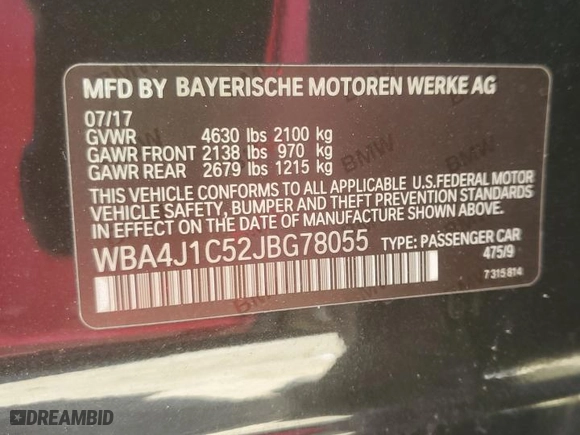 MFD BY BAYERISCHE MOTOREN WERKE AG
07/17
GVWR 4630 lbs 2100 kg
GAWR FRONT 2138 lbs 970 kg
GAWR REAR 2679 lbs 1215 kg
THIS VEHICLE CONFORMS TO ALL APPLICABLE U.S.FEDERAL MOTOR
VEHICLE SAFETY, BUMPER AND THEFT PREVENTION STANDARDS
IN EFFECT ON THE DATE OF MANUFACTURE SHOWN ABOVE.
WBA4J1C52JBG78055 TYPE: PASSENGER CAR
475/9
7 315 814
DREAMBID